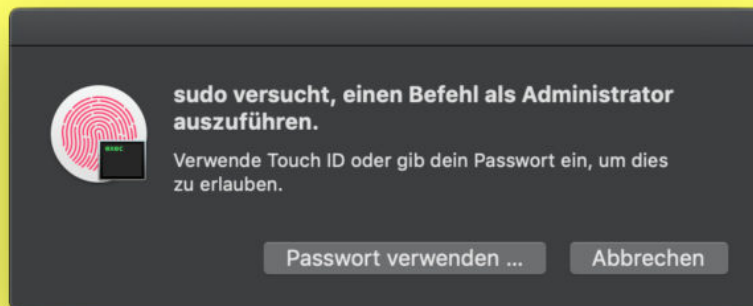 sudo versucht, einen Befehl als Administrator
auszuführen.
Verwende Touch ID oder gib dein Passwort ein, um dies
zu erlauben.
Passwort verwenden ...
Abbrechen